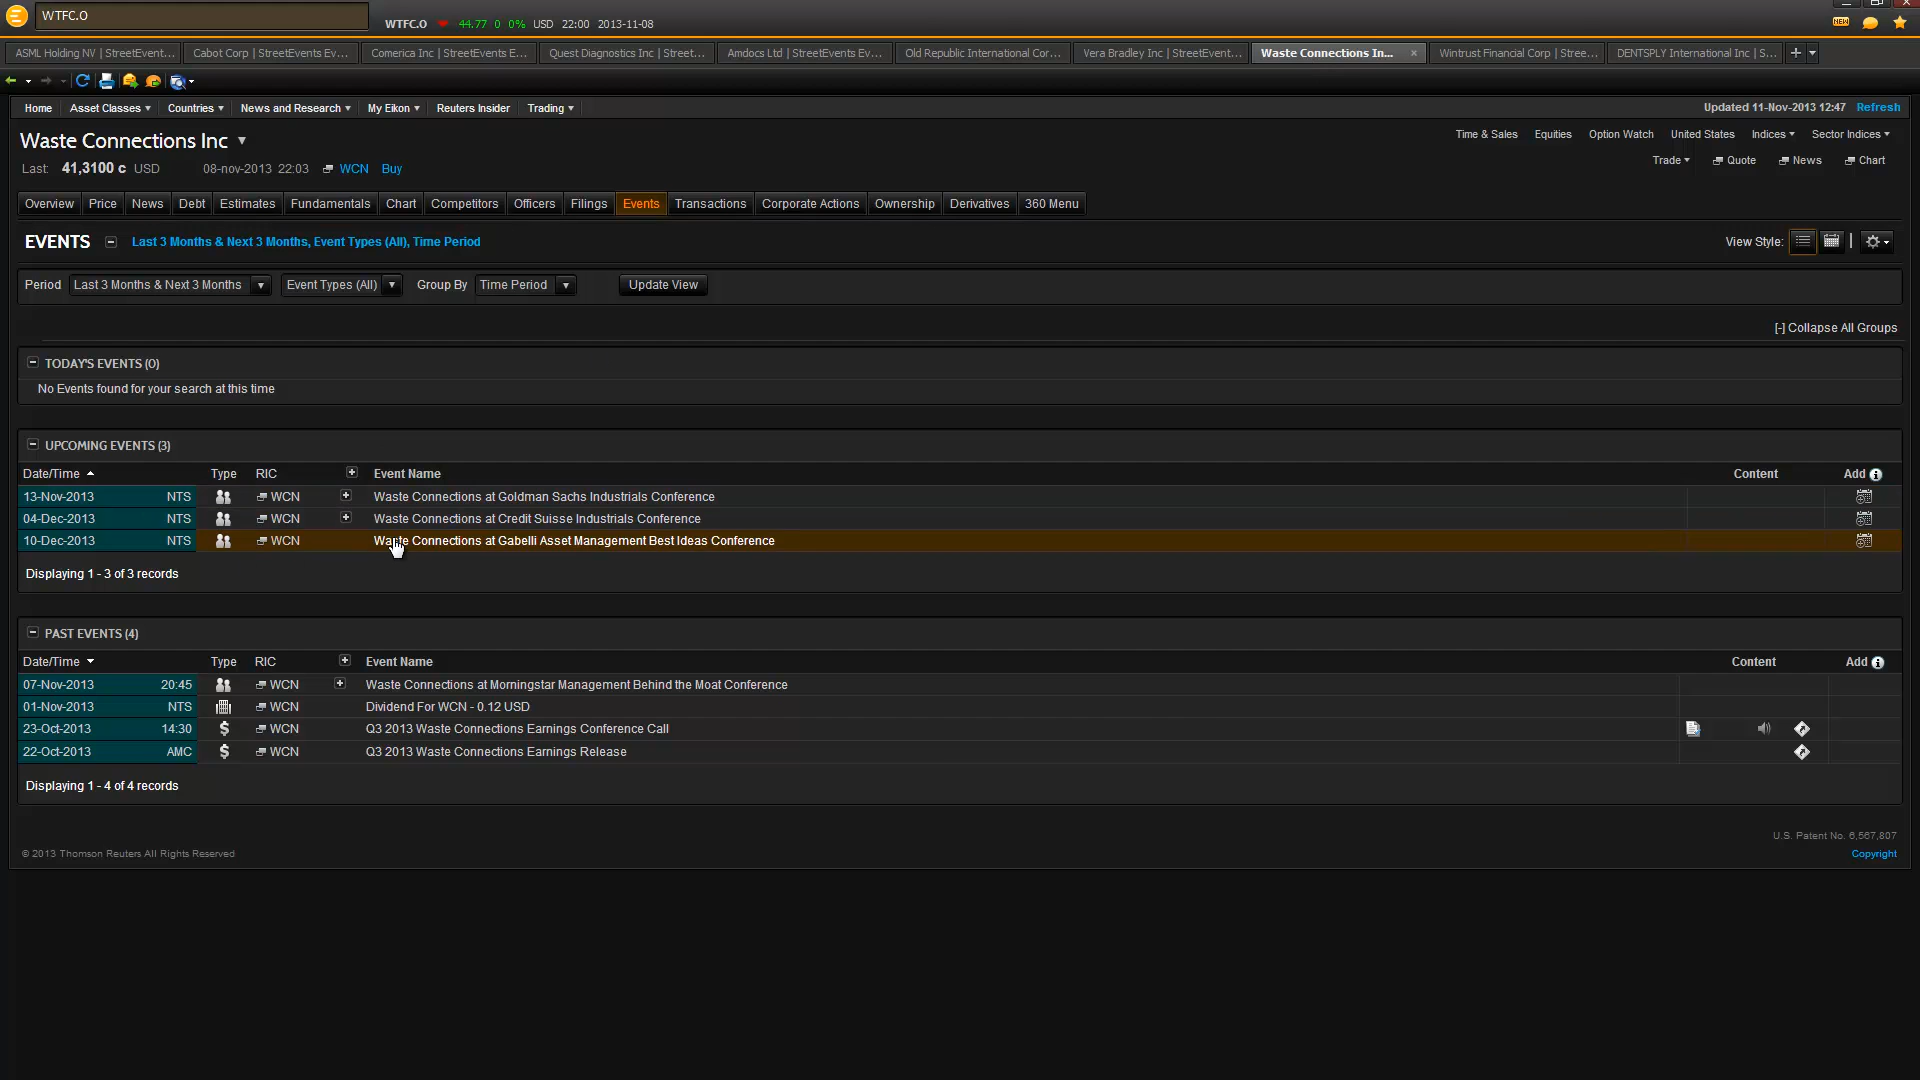 WTFC.O
WTFC.O 44.77 0 0% USD 22:00 2013-11-08
NEW
ASML Holding NV | StreetEvent... Cabot Corp | StreetEvents Ev... Comerica Inc | StreetEvents E... Quest Diagnostics Inc | Street... Amdocs Ltd | StreetEvents Ev... Old Republic International Cor... Vera Bradley Inc | StreetEvent... Waste Connections In... × Wintrust Financial Corp | Stree... DENTSPLY International Inc | S...
Home Asset Classes Countries News and Research My Eikon Reuters Insider Trading Updated 11-Nov-2013 12:47 Refresh
Waste Connections Inc
Time & Sales Equities Option Watch United States Indices Sector Indices
Last: 41,3100 c USD 08-nov-2013 22:03 WCN Buy
Trade Quote News Chart
Overview Price News Debt Estimates Fundamentals Chart Competitors Officers Filings Events Transactions Corporate Actions Ownership Derivatives 360 Menu
EVENTS Last 3 Months & Next 3 Months, Event Types (All), Time Period View Style:
Period Last 3 Months & Next 3 Months Event Types (All) Group By Time Period Update View
[-] Collapse All Groups
TODAY'S EVENTS (0)
No Events found for your search at this time
UPCOMING EVENTS (3)
Date/Time Type RIC Event Name Content Add
13-Nov-2013 NTS WCN Waste Connections at Goldman Sachs Industrials Conference
04-Dec-2013 NTS WCN Waste Connections at Credit Suisse Industrials Conference
10-Dec-2013 NTS WCN Waste Connections at Gabelli Asset Management Best Ideas Conference
Displaying 1 - 3 of 3 records
PAST EVENTS (4)
Date/Time Type RIC Event Name Content Add
07-Nov-2013 20:45 WCN Waste Connections at Morningstar Management Behind the Moat Conference
01-Nov-2013 NTS WCN Dividend For WCN - 0.12 USD
23-Oct-2013 14:30 WCN Q3 2013 Waste Connections Earnings Conference Call
22-Oct-2013 AMC WCN Q3 2013 Waste Connections Earnings Release
Displaying 1 - 4 of 4 records
U.S. Patent No. 6,567,807
© 2013 Thomson Reuters All Rights Reserved
Copyright